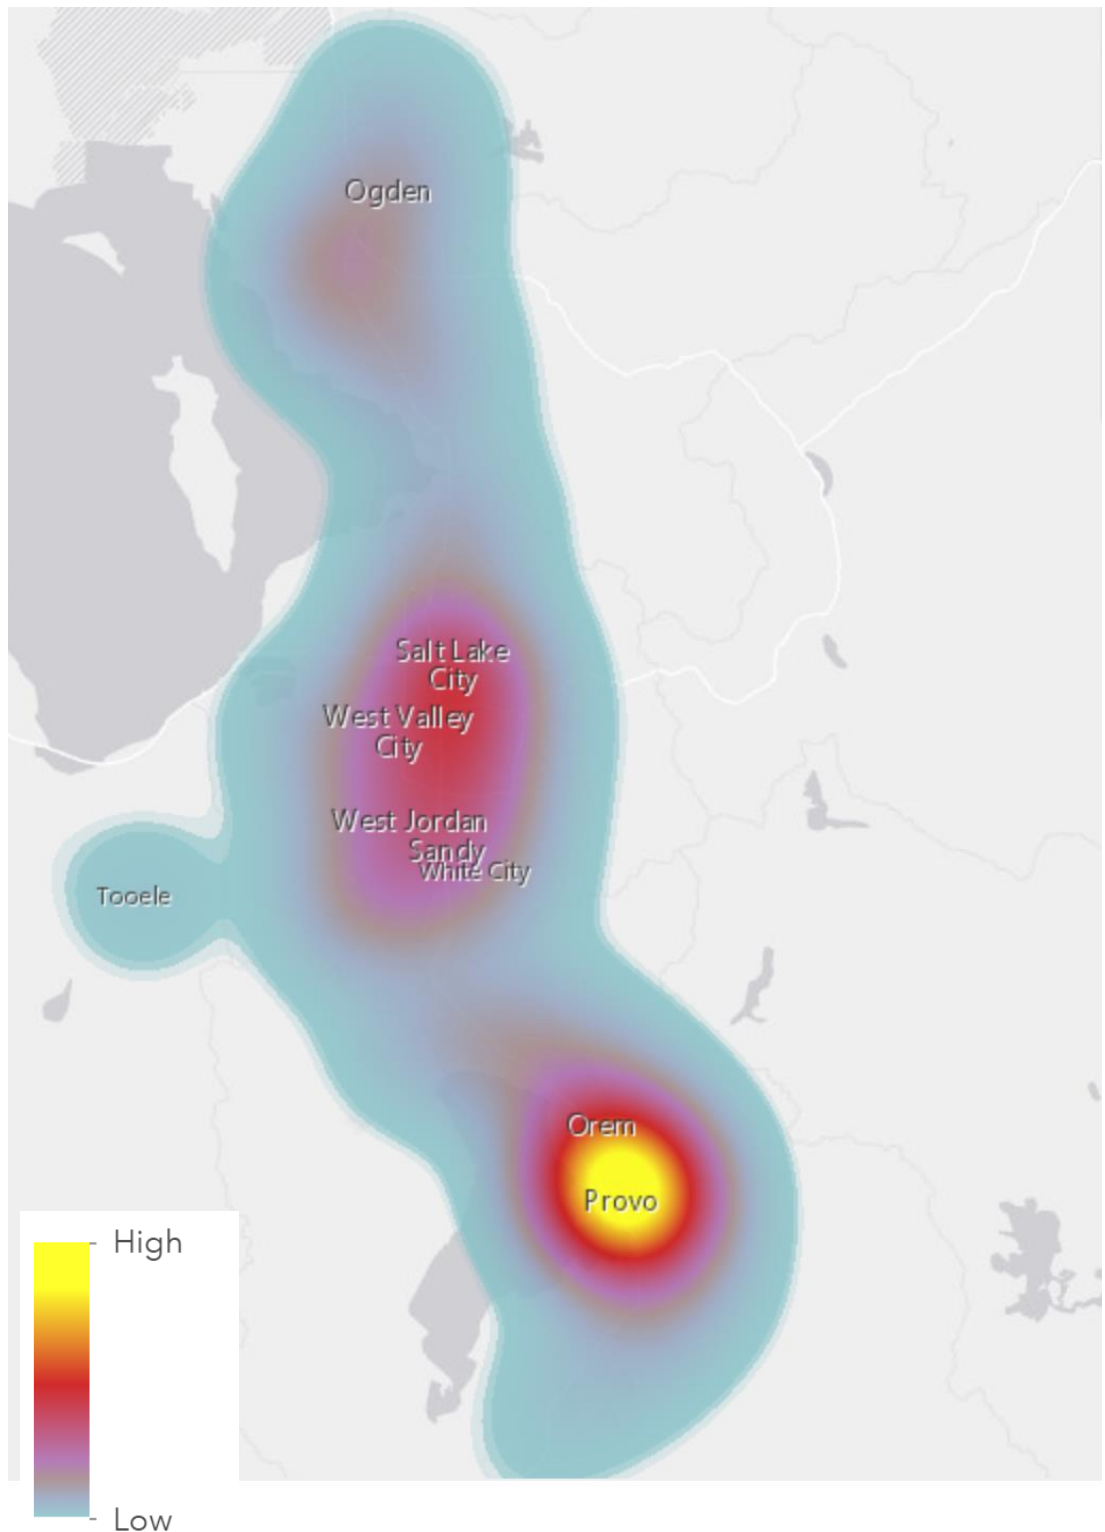 Ogden
Salt Lake
City
West Valley
City
West Jordan
Sandy
White City
Tooele
Orem
Provo
High
Low